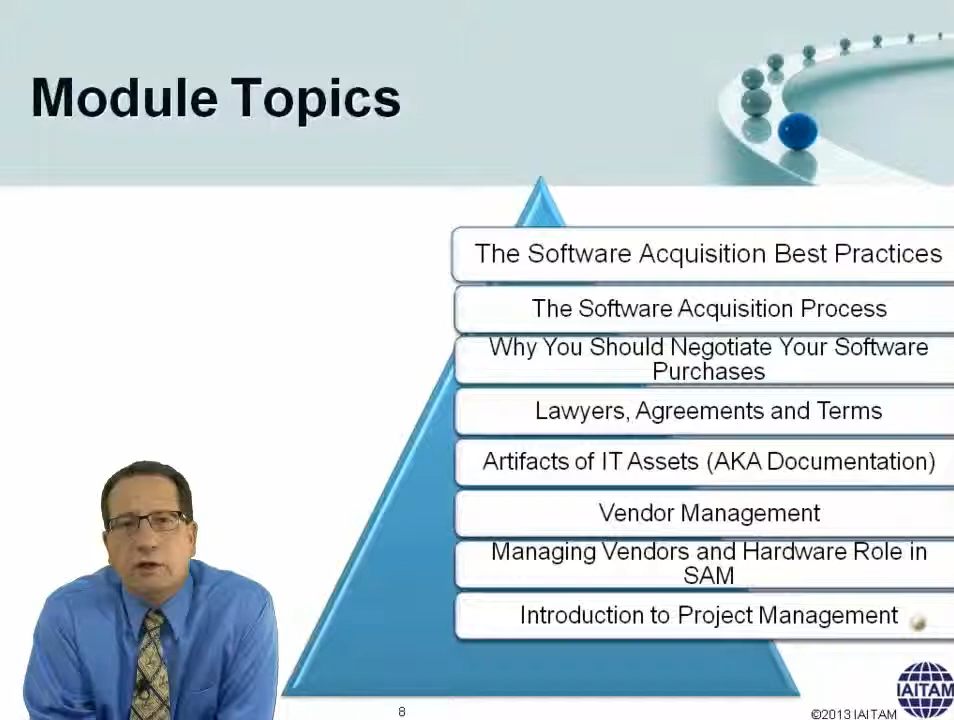 Module Topics
The Software Acquisition Best Practices
The Software Acquisition Process
Why You Should Negotiate Your Software
Purchases
Lawyers, Agreements and Terms
Artifacts of IT Assets (AKA Documentation)
Vendor Management
Managing Vendors and Hardware Role in
SAM
Introduction to Project Management
IAITAM
8
©2013 IAITAM